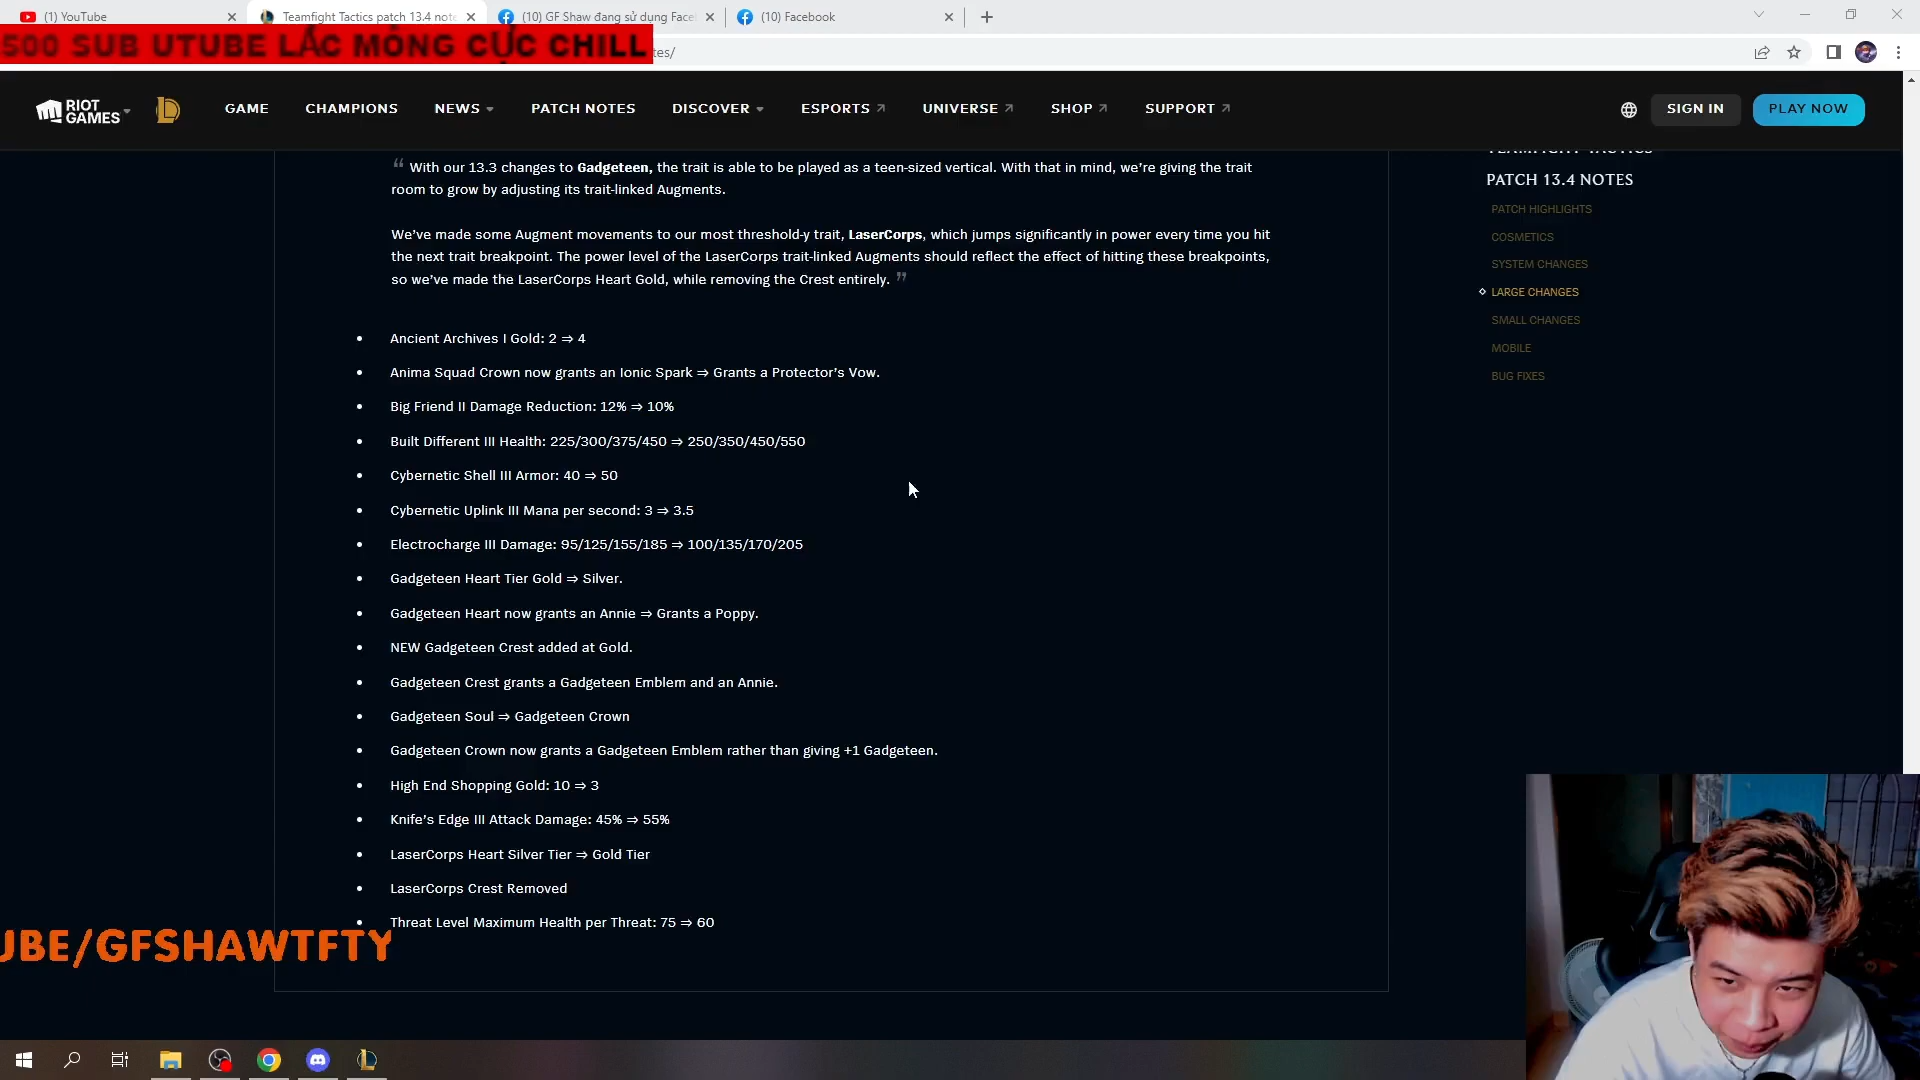 (1) YouTube
Teamfight Tactics patch 13.4 note
(10) GF Shaw đang sử dụng Face
(10) Facebook
500 SUB UTUBE LẮC MÔNG CỰC CHILL
tes/
RIOT GAMES
GAME
CHAMPIONS
NEWS
PATCH NOTES
DISCOVER
ESPORTS
UNIVERSE
SHOP
SUPPORT
SIGN IN
PLAY NOW
“ With our 13.3 changes to Gadgeteen, the trait is able to be played as a teen-sized vertical. With that in mind, we’re giving the trait
room to grow by adjusting its trait-linked Augments.
We’ve made some Augment movements to our most threshold-y trait, LaserCorps, which jumps significantly in power every time you hit
the next trait breakpoint. The power level of the LaserCorps trait-linked Augments should reflect the effect of hitting these breakpoints,
so we’ve made the LaserCorps Heart Gold, while removing the Crest entirely. ”
• Ancient Archives I Gold: 2 ⇒ 4
• Anima Squad Crown now grants an Ionic Spark ⇒ Grants a Protector’s Vow.
• Big Friend II Damage Reduction: 12% ⇒ 10%
• Built Different III Health: 225/300/375/450 ⇒ 250/350/450/550
• Cybernetic Shell III Armor: 40 ⇒ 50
• Cybernetic Uplink III Mana per second: 3 ⇒ 3.5
• Electrocharge III Damage: 95/125/155/185 ⇒ 100/135/170/205
• Gadgeteen Heart Tier Gold ⇒ Silver.
• Gadgeteen Heart now grants an Annie ⇒ Grants a Poppy.
• NEW Gadgeteen Crest added at Gold.
• Gadgeteen Crest grants a Gadgeteen Emblem and an Annie.
• Gadgeteen Soul ⇒ Gadgeteen Crown
• Gadgeteen Crown now grants a Gadgeteen Emblem rather than giving +1 Gadgeteen.
• High End Shopping Gold: 10 ⇒ 3
• Knife’s Edge III Attack Damage: 45% ⇒ 55%
• LaserCorps Heart Silver Tier ⇒ Gold Tier
• LaserCorps Crest Removed
• Threat Level Maximum Health per Threat: 75 ⇒ 60
TEAMFIGHT TACTICS
PATCH 13.4 NOTES
PATCH HIGHLIGHTS
COSMETICS
SYSTEM CHANGES
LARGE CHANGES
SMALL CHANGES
MOBILE
BUG FIXES
UBE/GFSHAWTFTY